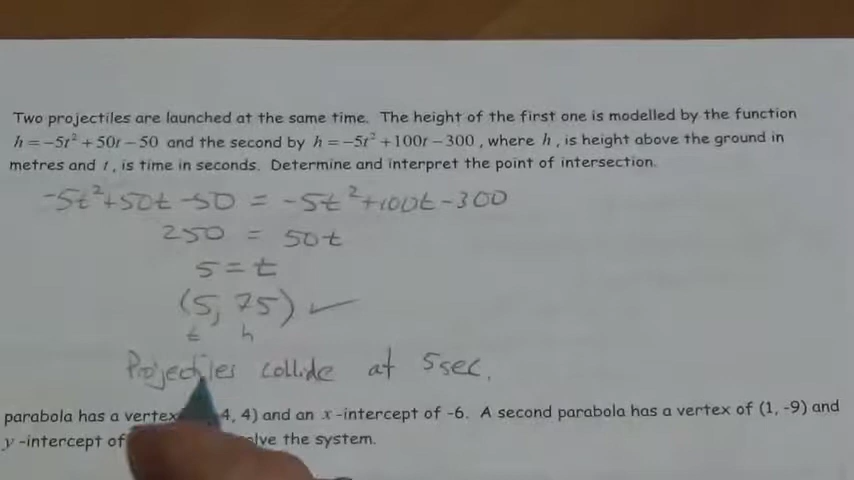 Two projectiles are launched at the same time. The height of the first one is modelled by the function
h = -5t² + 50t - 50 and the second by h = -5t² + 100t - 300, where h, is height above the ground in
metres and t, is time in seconds. Determine and interpret the point of intersection.
-5t² + 50t - 50 = -5t² + 100t - 300
250 = 50t
5 = t
(5, 75) ✓
t h
Projectiles collide at 5 sec.
parabola has a vertex 4, 4) and an x-intercept of -6. A second parabola has a vertex of (1, -9) and
y-intercept of the system.